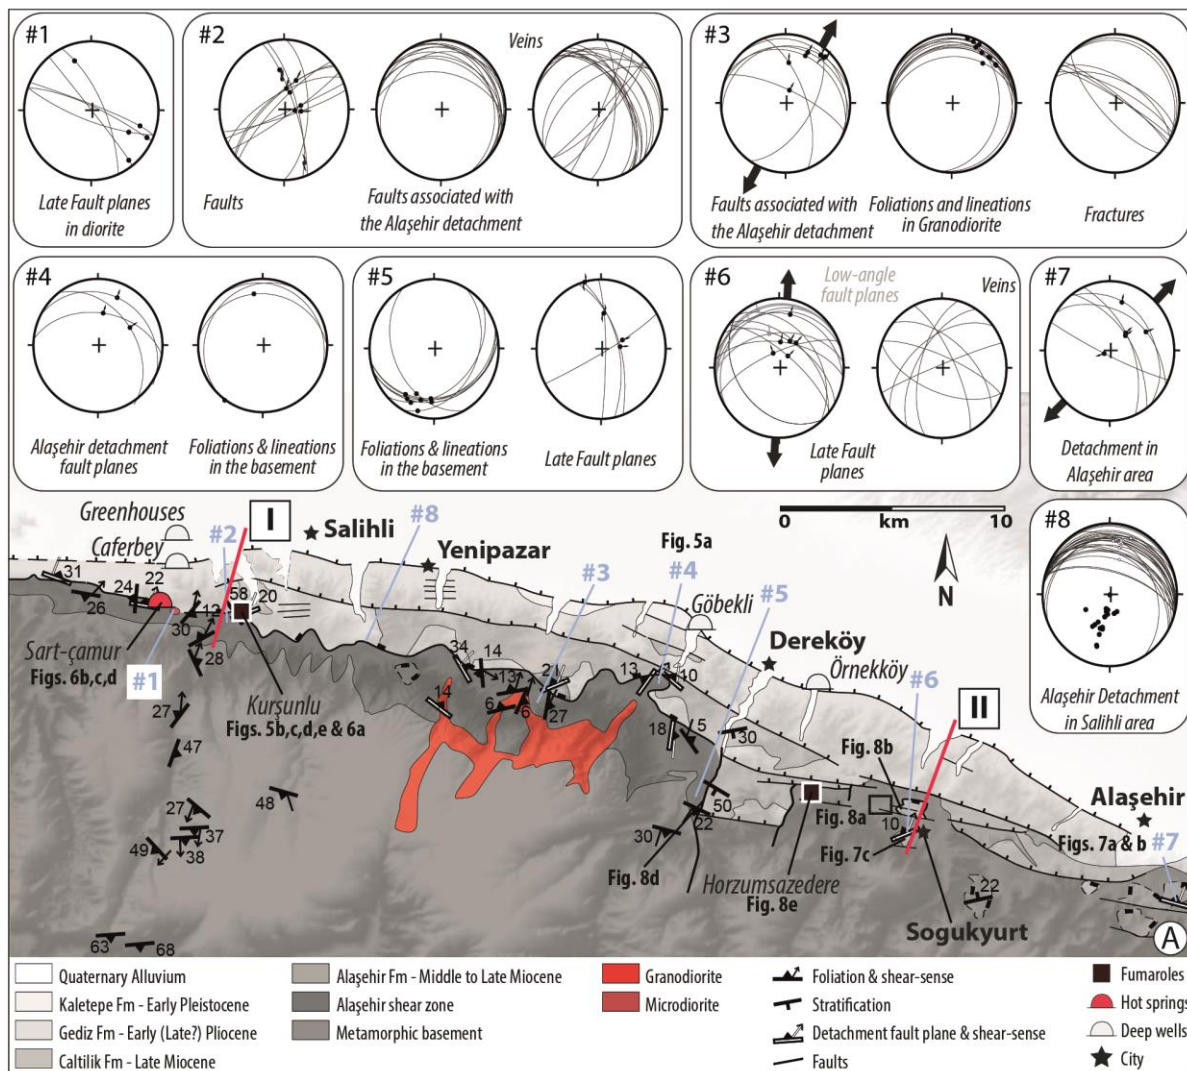 #1
Late Fault planes
in diorite
#2
Veins
Faults
Faults associated with
the Alaşehir detachment
#3
Faults associated with
the Alaşehir detachment
Foliations and lineations
in Granodiorite
Fractures
#4
Alaşehir detachment
fault planes
Foliations & lineations
in the basement
#5
Foliations & lineations
in the basement
Late Fault planes
#6
Low-angle
fault planes
Veins
Late Fault
planes
#7
Detachment in
Alaşehir area
#8
Alaşehir Detachment
in Salihli area
Greenhouses
Caferbey
#2
I
Salihli
#8
Yenipazar
Fig. 5a
#3
#4
Göbekli
#5
0
km
10
N
Dereköy
Örnekköy
#6
II
31
26
24
22
30
12
58
20
28
Sart-çamur
Figs. 6b,c,d
#1
Kurşunlu
Figs. 5b,c,d,e & 6a
27
47
27
37
38
49
48
63
68
34
14
14
13
6
6
27
13
10
18
5
30
50
22
30
Fig. 8b
Fig. 8a
10
Fig. 7c
Fig. 8d
Horzumsazedere
Fig. 8e
22
Sogukyurt
Alaşehir
Figs. 7a & b
#7
A
Quaternary Alluvium
Kaletepe Fm - Early Pleistocene
Gediz Fm - Early (Late?) Pliocene
Caltilik Fm - Late Miocene
Alaşehir Fm - Middle to Late Miocene
Alaşehir shear zone
Metamorphic basement
Granodiorite
Microdiorite
Foliation & shear-sense
Stratification
Detachment fault plane & shear-sense
Faults
Fumaroles
Hot springs
Deep wells
City